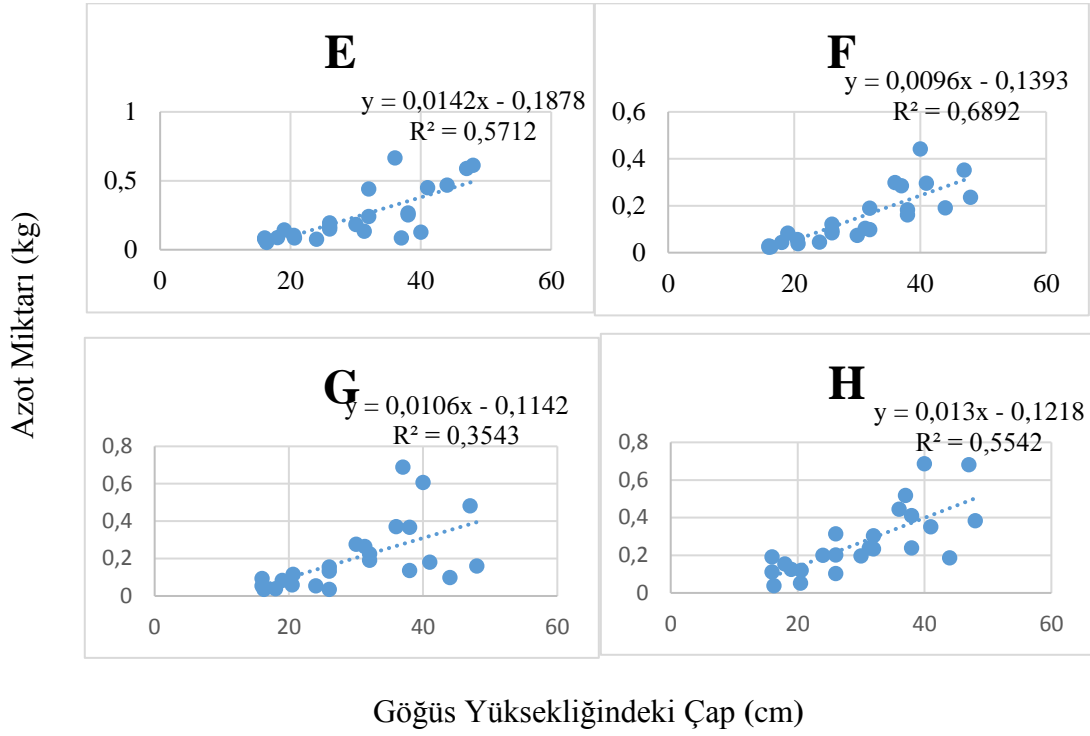 E
y = 0,0142x - 0,1878
R² = 0,5712
1
0,5
0
0 20 40 60
F
y = 0,0096x - 0,1393
R² = 0,6892
0,6
0,4
0,2
0
0 20 40 60
Azot Miktarı (kg)
G
y = 0,0106x - 0,1142
R² = 0,3543
0,8
0,6
0,4
0,2
0
0 20 40 60
H
y = 0,013x - 0,1218
R² = 0,5542
0,8
0,6
0,4
0,2
0
0 20 40 60
Göğüs Yüksekliğindeki Çap (cm)